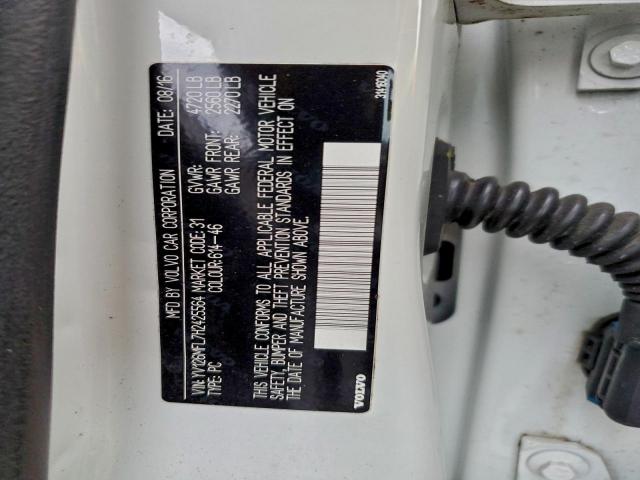 MFD BY VOLVO CAR CORPORATION DATE: 08/16
VIN: YV126MFL7H2425564 MARKET CODE: 31 GVWR: 4720 LB
TYPE: PC COLOUR: 614-46 GAWR FRONT: 2560 LB
GAWR REAR: 2270 LB
THIS VEHICLE CONFORMS TO ALL APPLICABLE FEDERAL MOTOR VEHICLE
SAFETY, BUMPER AND THEFT PREVENTION STANDARDS IN EFFECT ON
THE DATE OF MANUFACTURE SHOWN ABOVE.
VOLVO 31496040